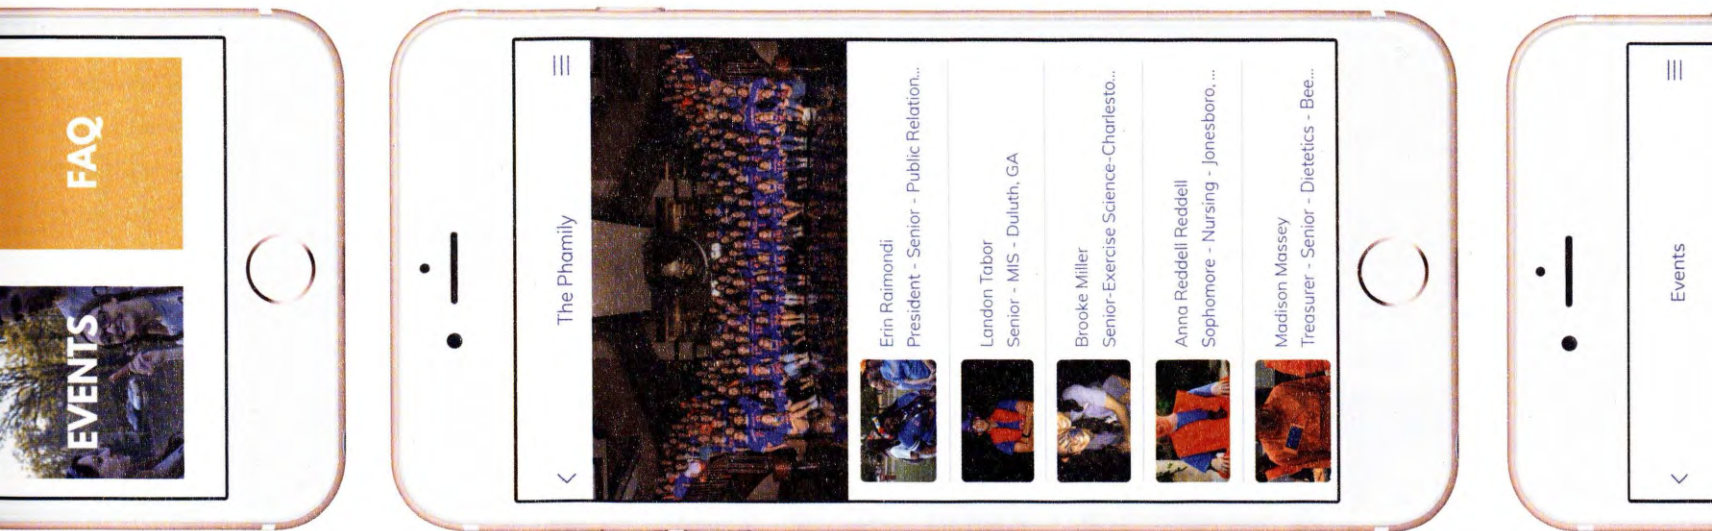 EVENTS
FAQ
The Phamily
Erin Raimondi
President - Senior - Public Relation...
Landon Tabor
Senior - MIS - Duluth, GA
Brooke Miller
Senior-Exercise Science-Charlesto...
Anna Reddell Reddell
Sophomore - Nursing - Jonesboro, ...
Madison Massey
Treasurer - Senior - Dietetics - Bee...
Events